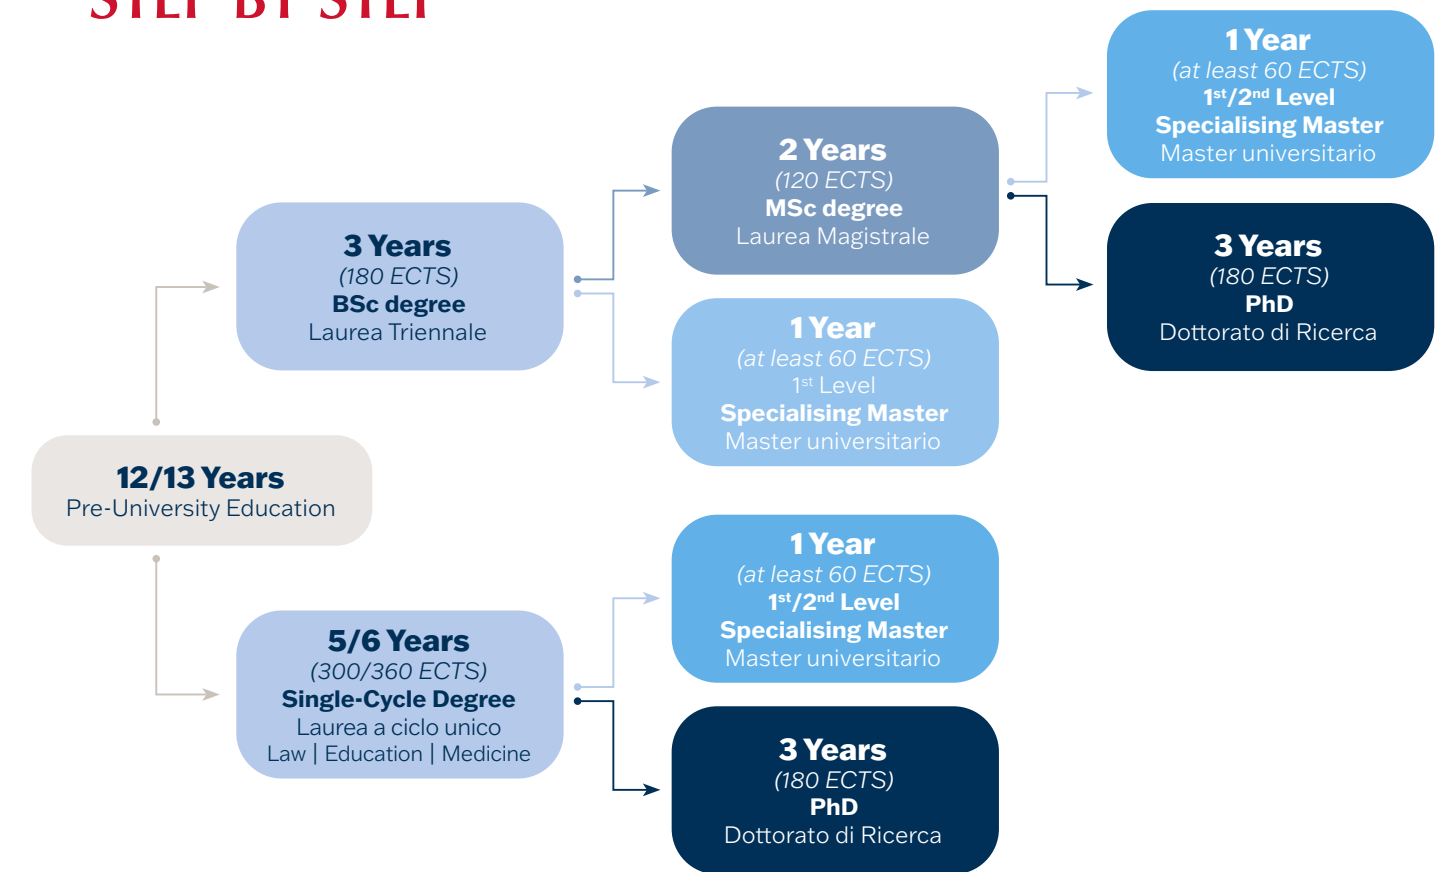 STEP BY STEP
1 Year
(at least 60 ECTS)
1st/2nd Level
Specialising Master
Master universitario
2 Years
(120 ECTS)
MSc degree
Laurea Magistrale
3 Years
(180 ECTS)
BSc degree
Laurea Triennale
3 Years
(180 ECTS)
PhD
Dottorato di Ricerca
1 Year
(at least 60 ECTS)
1st Level
Specialising Master
Master universitario
12/13 Years
Pre-University Education
1 Year
(at least 60 ECTS)
1st/2nd Level
Specialising Master
Master universitario
5/6 Years
(300/360 ECTS)
Single-Cycle Degree
Laurea a ciclo unico
Law | Education | Medicine
3 Years
(180 ECTS)
PhD
Dottorato di Ricerca